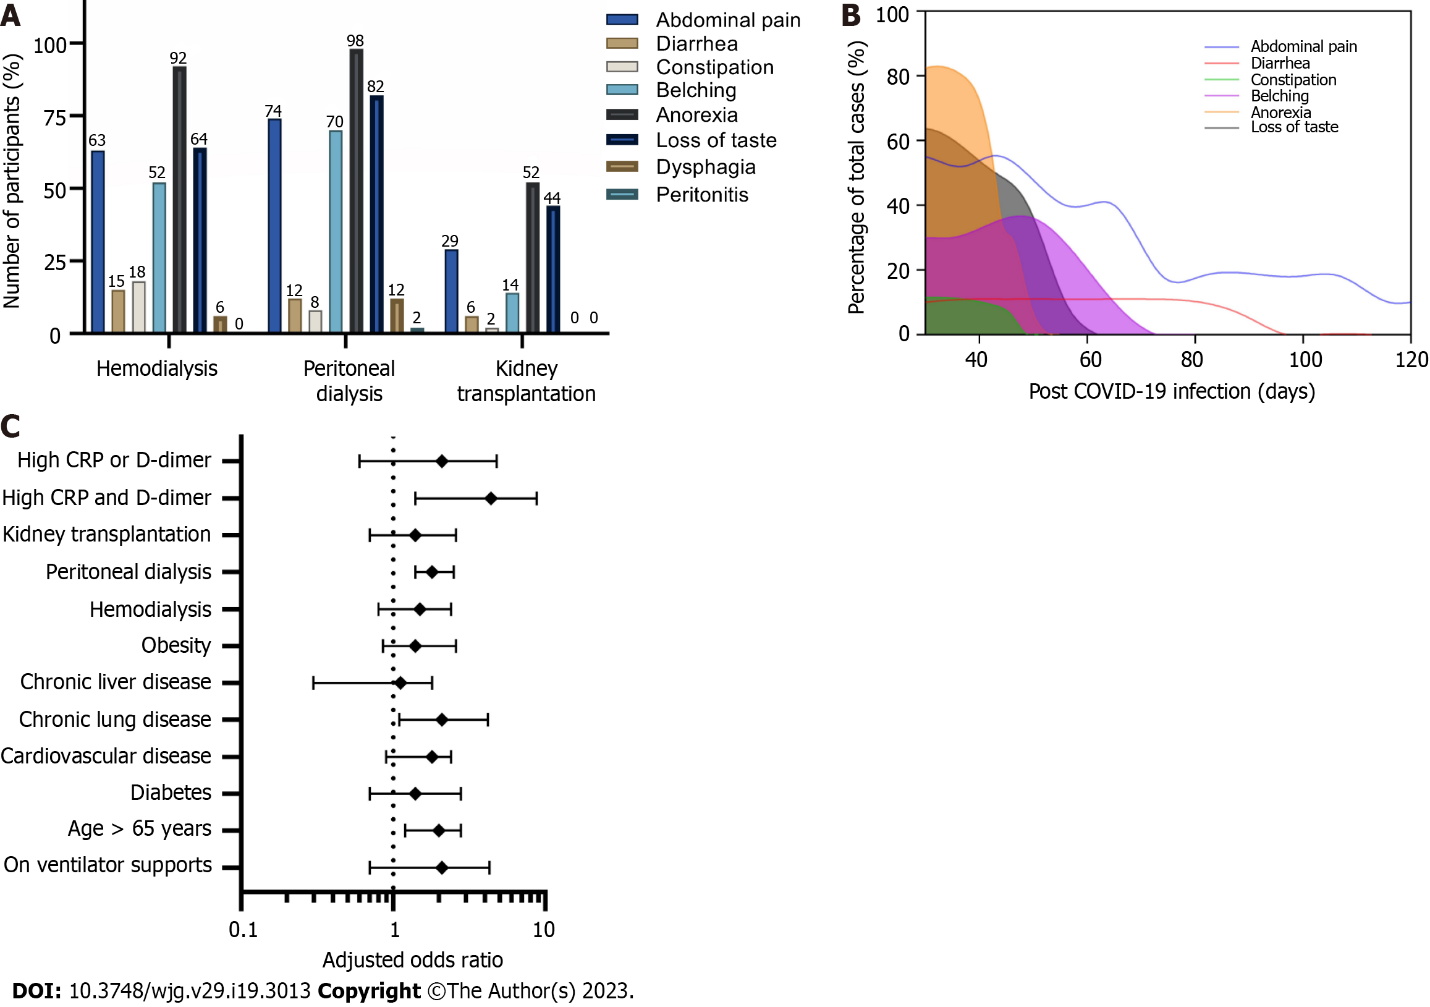 A
Number of participants (%)
100
75
50
25
0
63
15
18
52
92
64
6
0
74
12
8
70
98
82
12
2
29
6
2
14
52
44
0
0
Hemodialysis
Peritoneal
dialysis
Kidney
transplantation
Abdominal pain
Diarrhea
Constipation
Belching
Anorexia
Loss of taste
Dysphagia
Peritonitis
B
Percentage of total cases (%)
100
80
60
40
20
0
40
60
80
100
120
Post COVID-19 infection (days)
Abdominal pain
Diarrhea
Constipation
Belching
Anorexia
Loss of taste
C
High CRP or D-dimer
High CRP and D-dimer
Kidney transplantation
Peritoneal dialysis
Hemodialysis
Obesity
Chronic liver disease
Chronic lung disease
Cardiovascular disease
Diabetes
Age > 65 years
On ventilator supports
0.1
1
10
Adjusted odds ratio
DOI: 10.3748/wjg.v29.i19.3013 Copyright ©The Author(s) 2023.